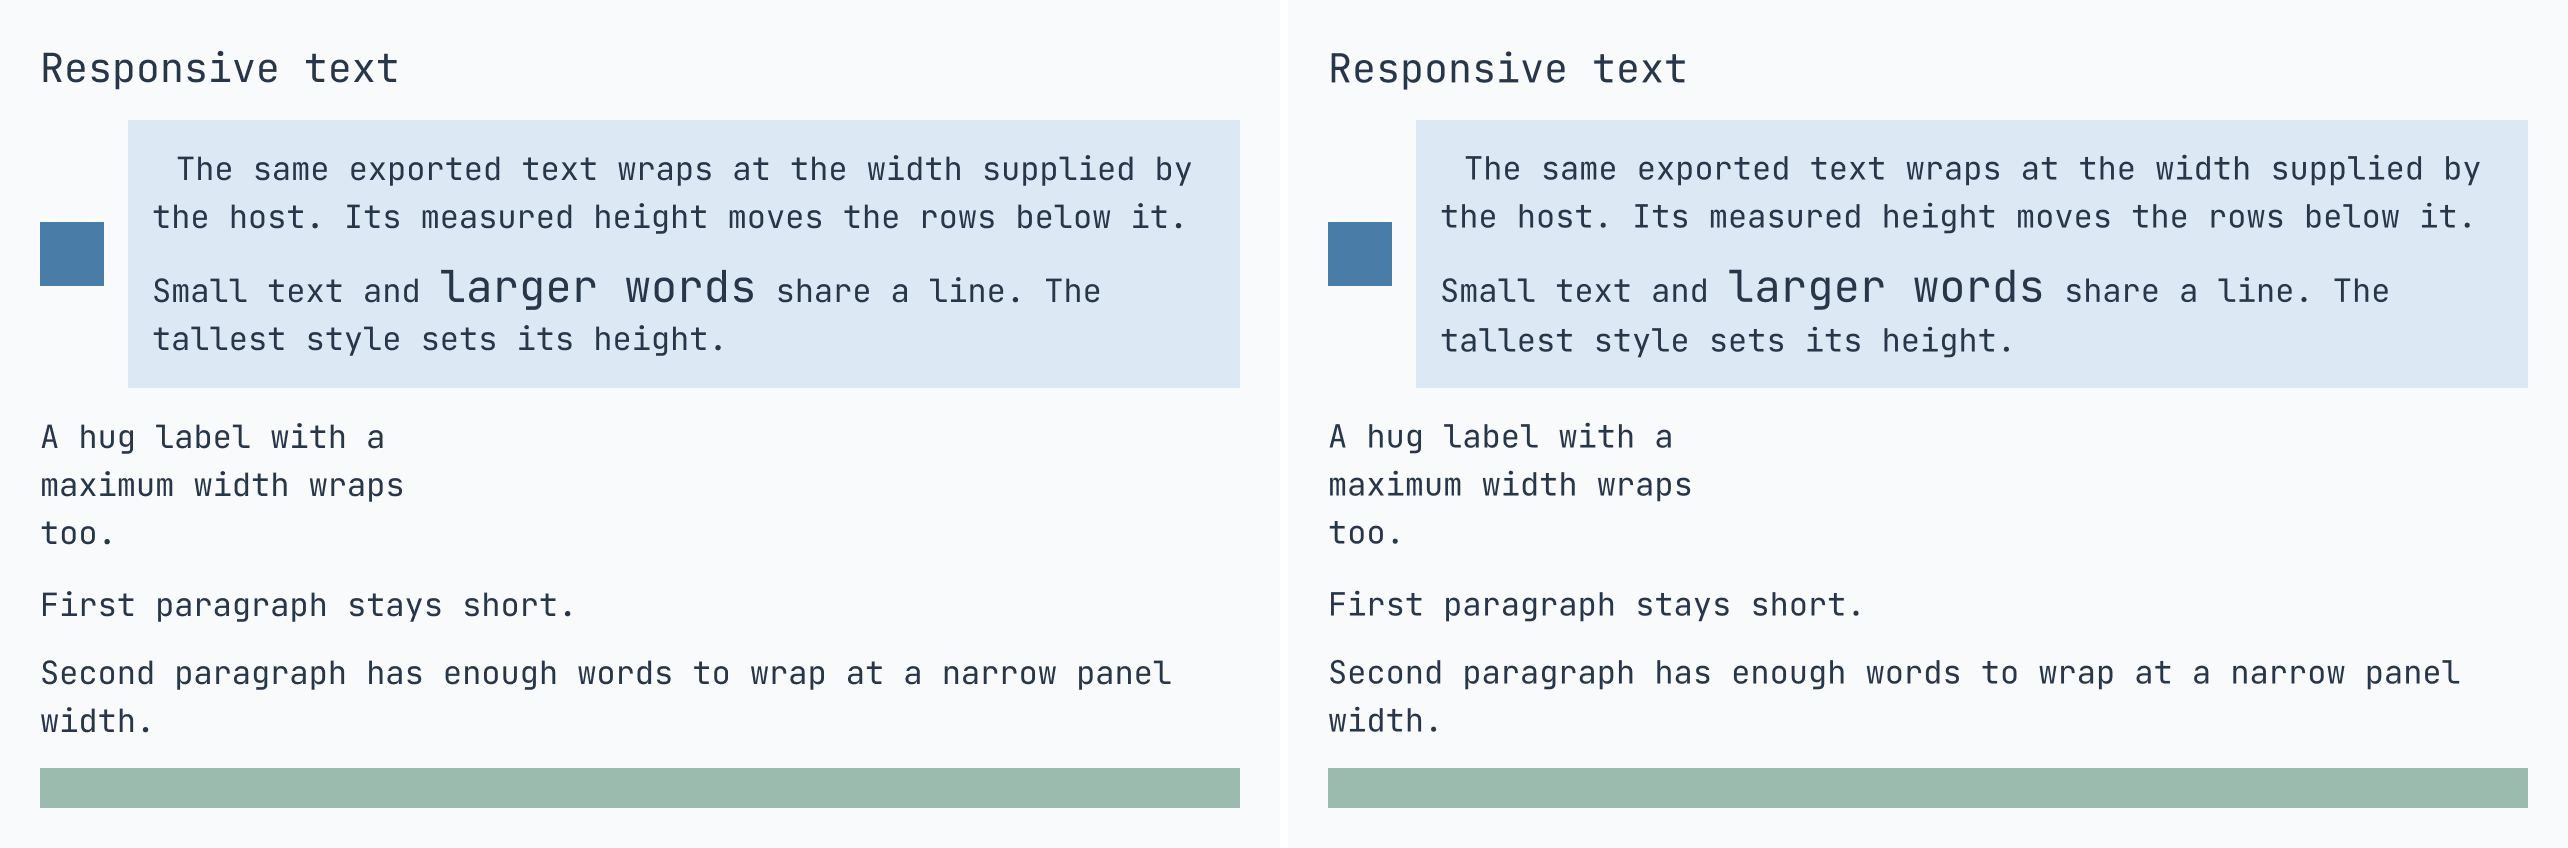 Responsive text
The same exported text wraps at the width supplied by
the host. Its measured height moves the rows below it.
Small text and larger words share a line. The
tallest style sets its height.
A hug label with a
maximum width wraps
too.
First paragraph stays short.
Second paragraph has enough words to wrap at a narrow panel
width.
Responsive text
The same exported text wraps at the width supplied by
the host. Its measured height moves the rows below it.
Small text and larger words share a line. The
tallest style sets its height.
A hug label with a
maximum width wraps
too.
First paragraph stays short.
Second paragraph has enough words to wrap at a narrow panel
width.